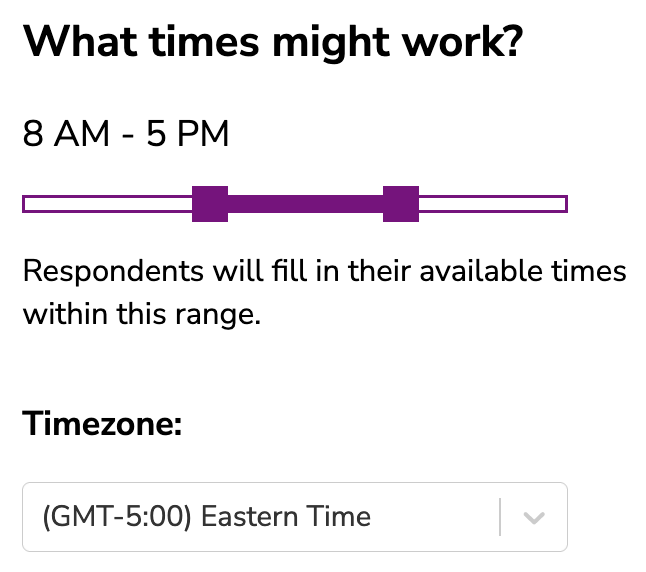 What times might work?
8 AM - 5 PM
Respondents will fill in their available times
within this range.
Timezone:
(GMT-5:00) Eastern Time